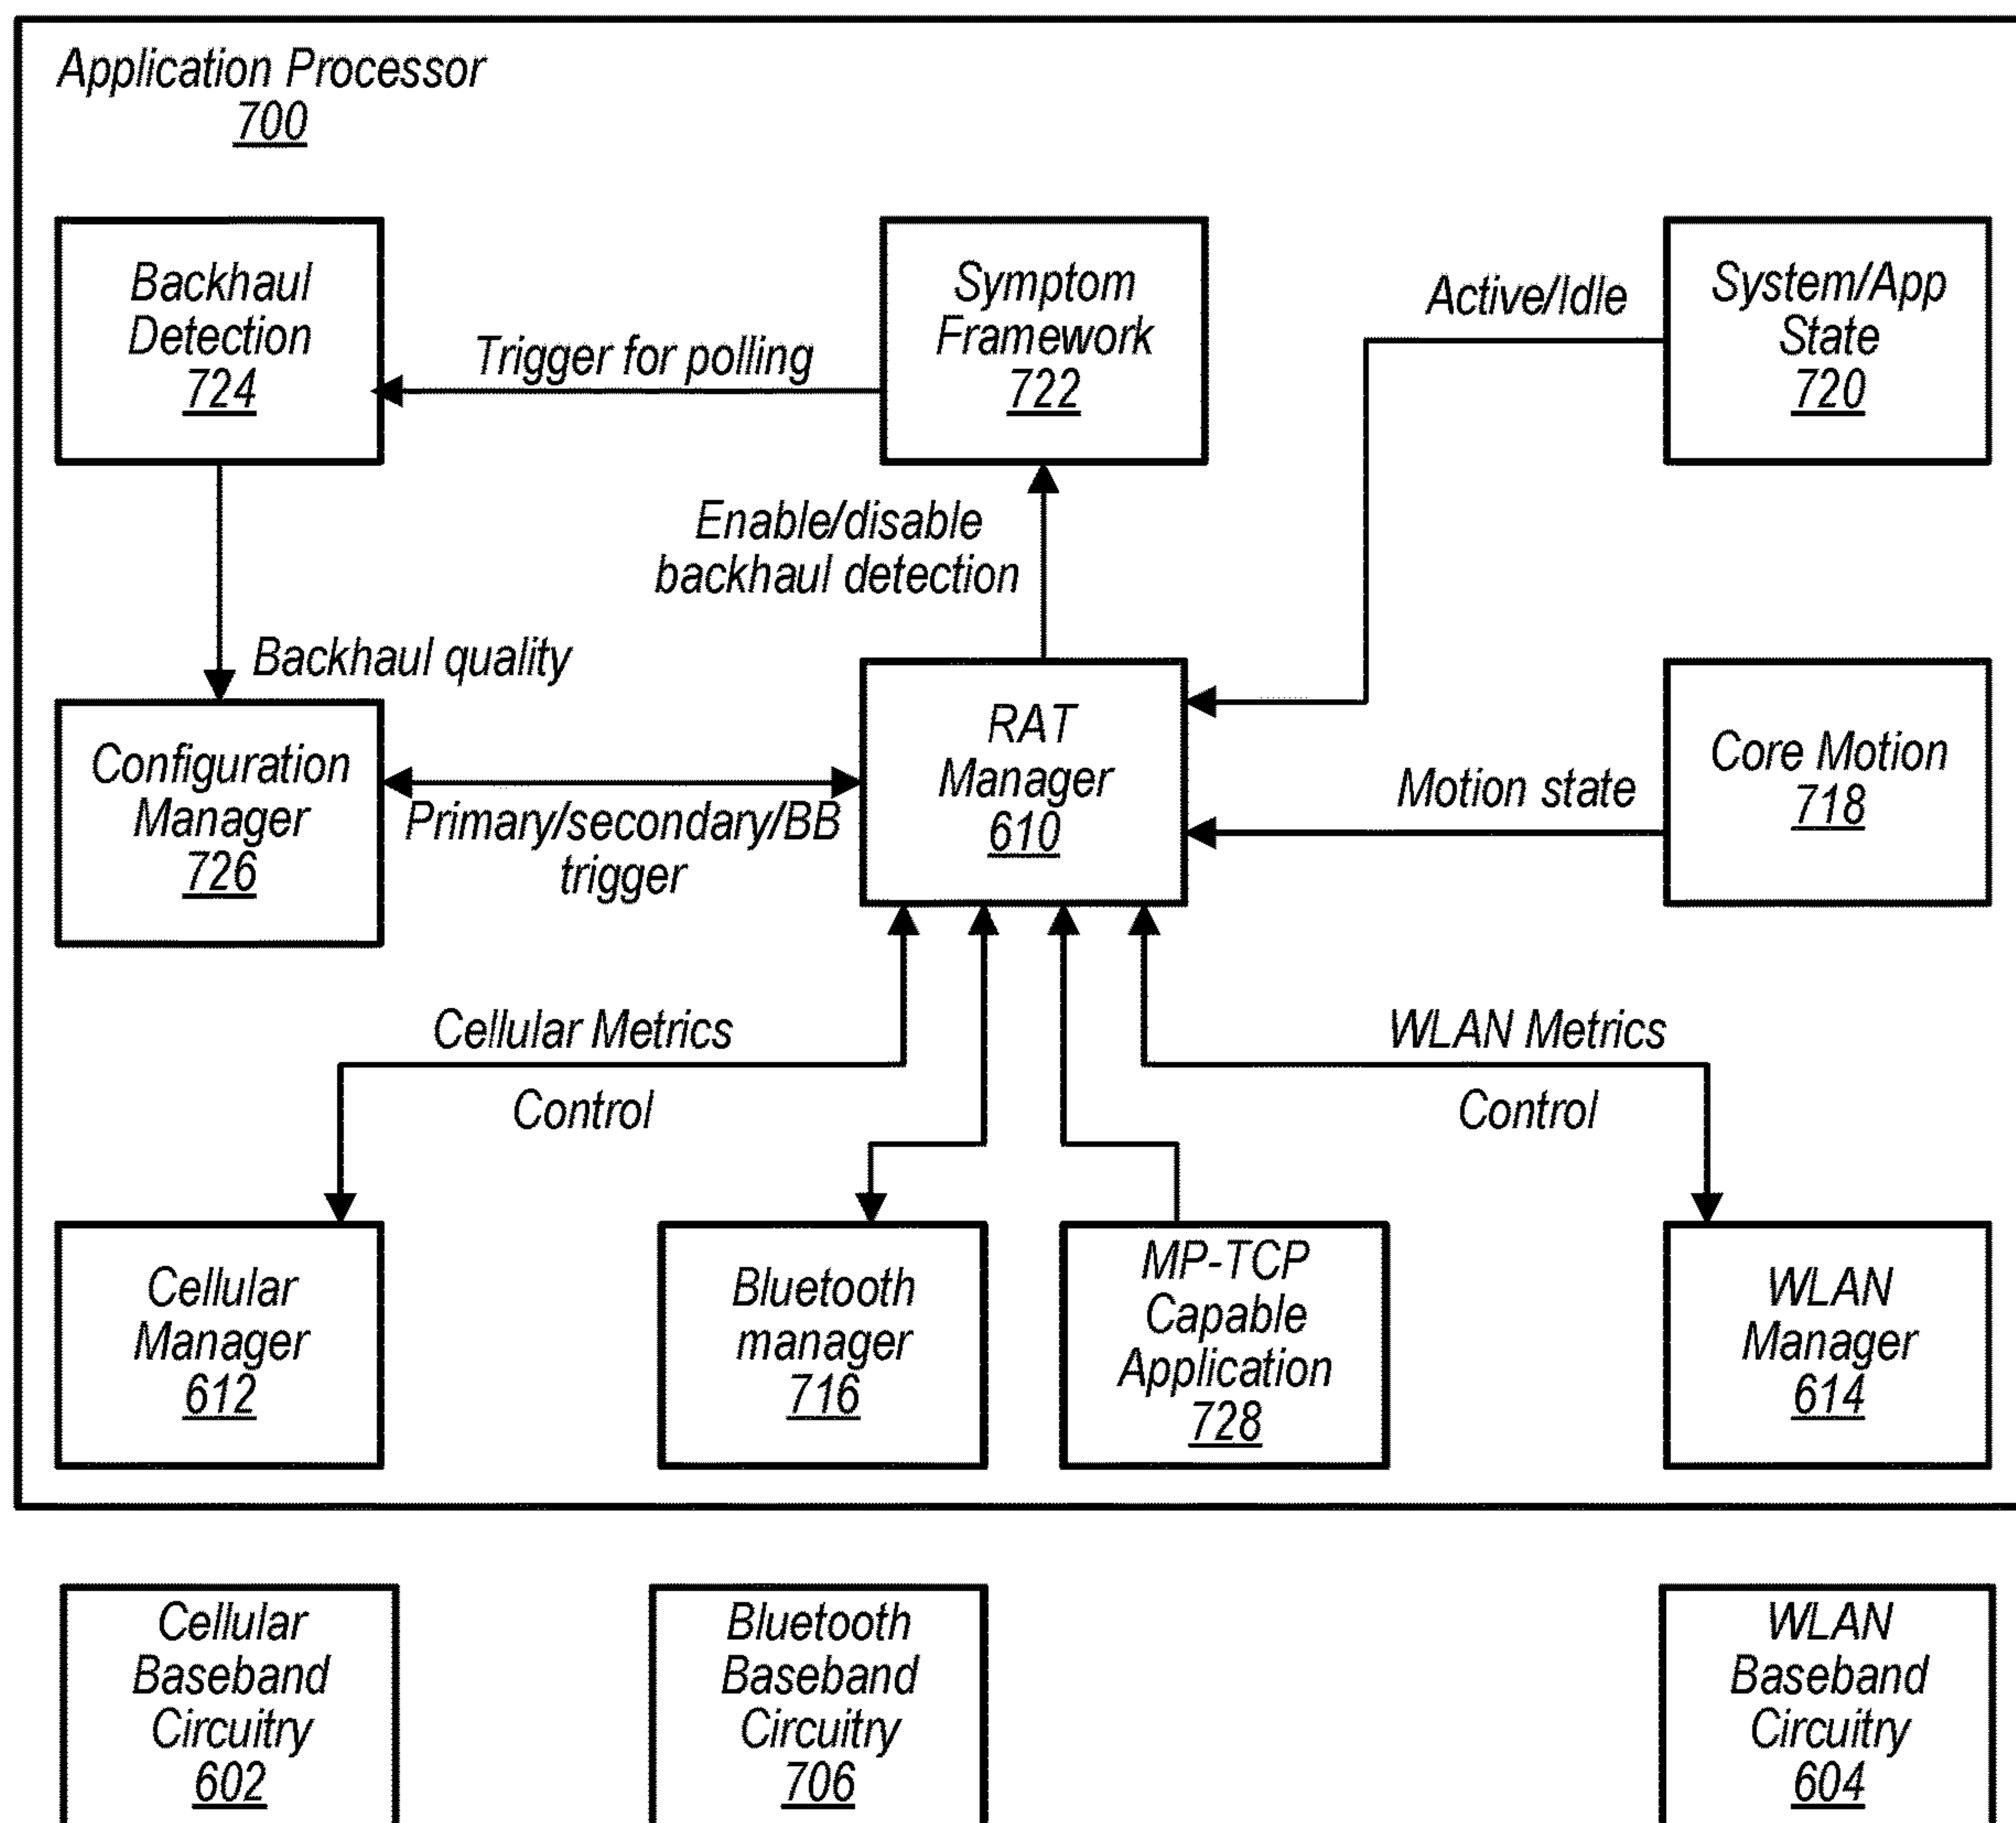 Application Processor
700
Backhaul
Detection
724
Trigger for polling
Symptom
Framework
722
Active/Idle
System/App
State
720
Enable/disable
backhaul detection
Backhaul quality
Configuration
Manager
726
Primary/secondary/BB
trigger
RAT
Manager
610
Motion state
Core Motion
718
Cellular Metrics
Control
WLAN Metrics
Control
Cellular
Manager
612
Bluetooth
manager
716
MP-TCP
Capable
Application
728
WLAN
Manager
614
Cellular
Baseband
Circuitry
602
Bluetooth
Baseband
Circuitry
706
WLAN
Baseband
Circuitry
604